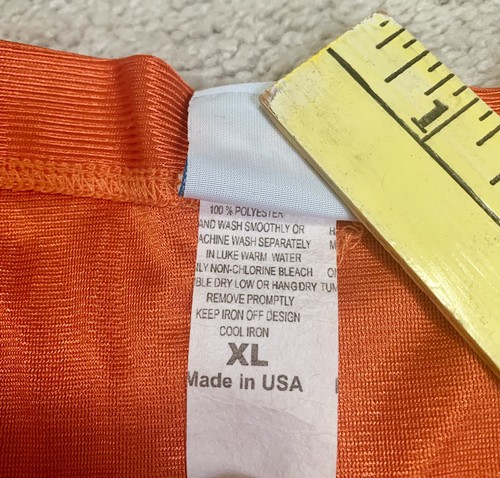 100 % POLYESTER
AND WASH SMOOTHLY OR
ACHINE WASH SEPARATELY
IN LUKE WARM WATER
LY NON-CHLORINE BLEACH
BLE DRY LOW OR HANG DRY TUM
REMOVE PROMPTLY
KEEP IRON OFF DESIGN
COOL IRON
XL
Made in USA
1